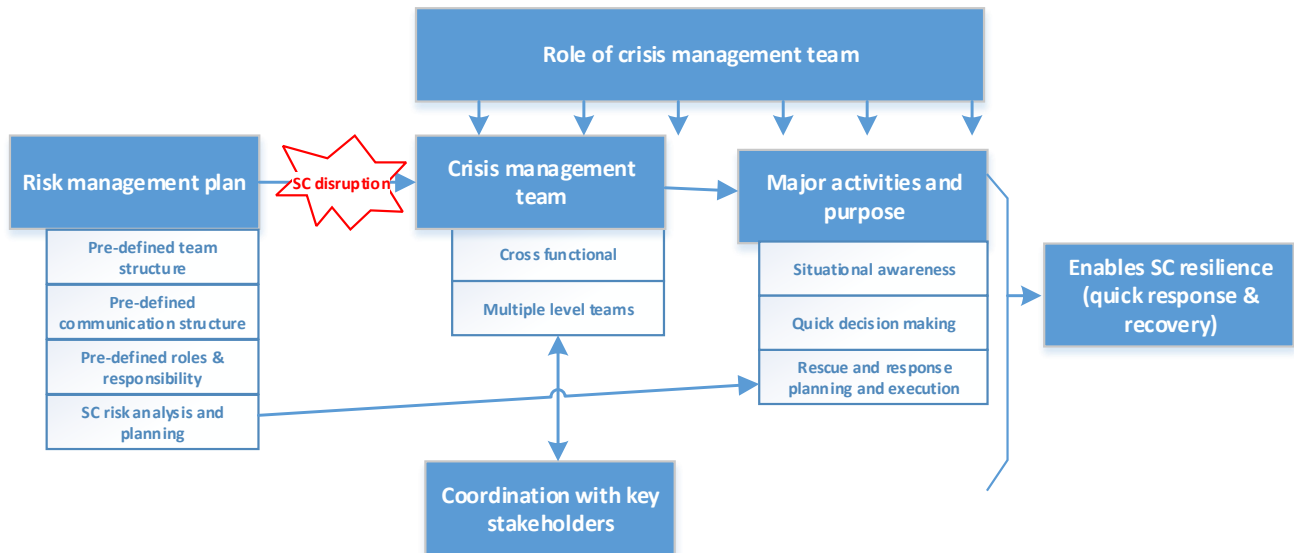 Role of crisis management team
Risk management plan
SC disruption
Crisis management
team
Major activities and
purpose
Pre-defined team
structure
Pre-defined
communication structure
Pre-defined roles &
responsibility
SC risk analysis and
planning
Cross functional
Multiple level teams
Situational awareness
Quick decision making
Rescue and response
planning and execution
Enables SC resilience
(quick response &
recovery)
Coordination with key
stakeholders